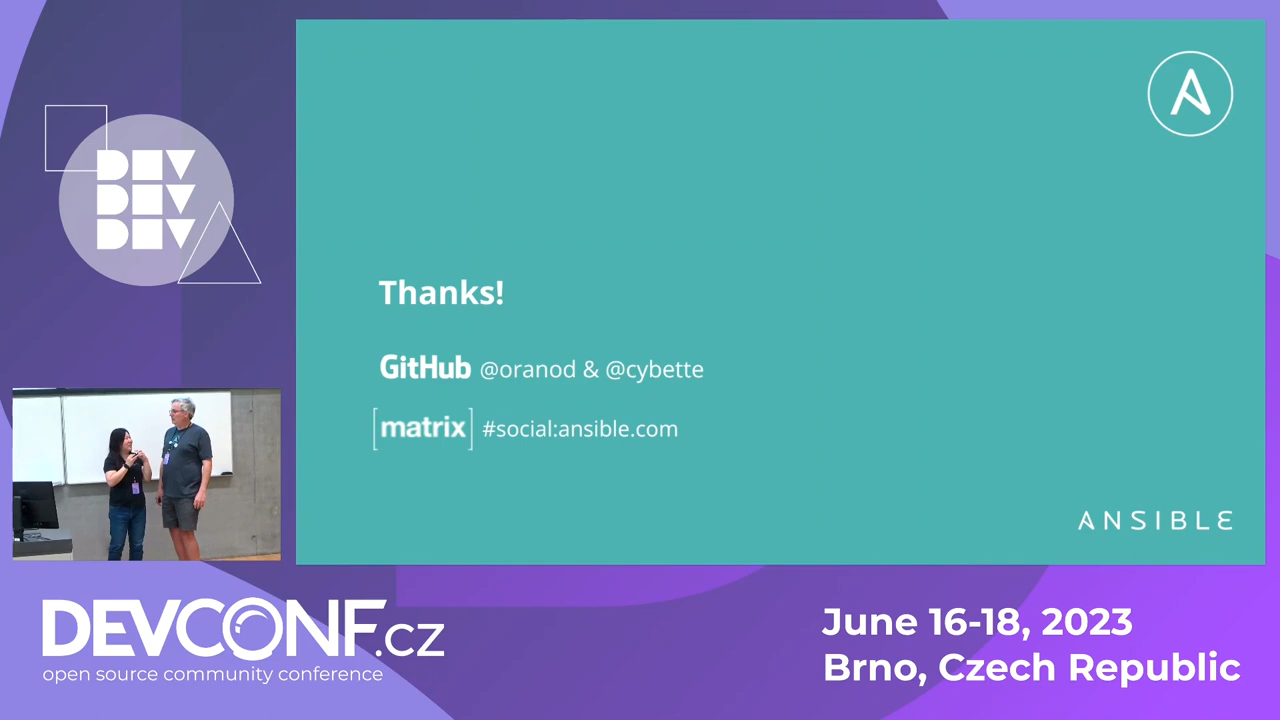 DEV
DEV
DEV
Thanks!
GitHub @oranod & @cybette
[matrix] #social:ansible.com
ANSIBLE
DEVCONF.cz
open source community conference
June 16-18, 2023
Brno, Czech Republic